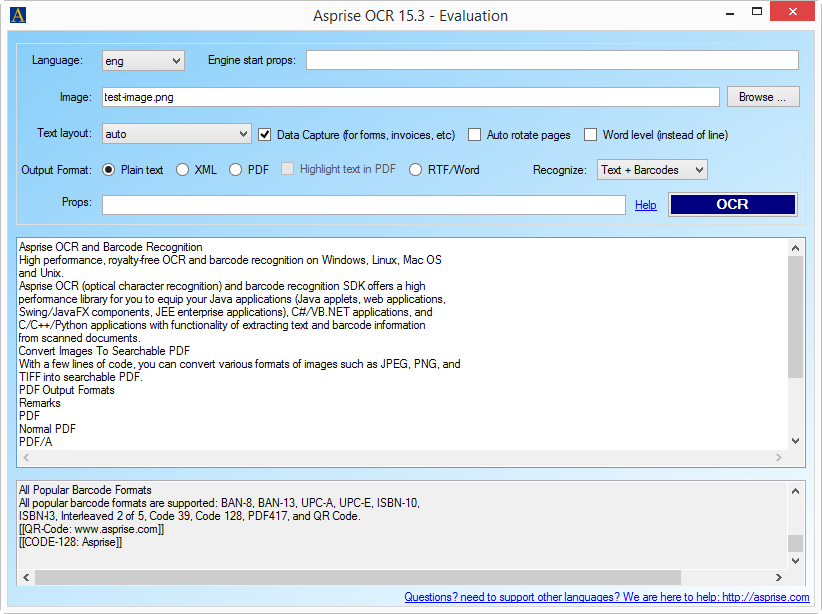 Asprise OCR 15.3 - Evaluation
Language: eng Engine start props:
Image: test-image.png Browse ...
Text layout: auto Data Capture (for forms, invoices, etc) Auto rotate pages Word level (instead of line)
Output Format: Plain text XML PDF Highlight text in PDF RTF/Word Recognize: Text + Barcodes
Props: Help OCR
Asprise OCR and Barcode Recognition
High perfomance, royalty-free OCR and barcode recognition on Windows, Linux, Mac OS
and Unix.
Asprise OCR (optical character recognition) and barcode recognition SDK offers a high
performance library for you to equip your Java applications (Java applets, web applications,
Swing/JavaFX components, JEE enterprise applications), C#/VB.NET applications, and
C/C++/Python applications with functionality of extracting text and barcode information
from scanned documents.
Convert Images To Searchable PDF
With a few lines of code, you can convert various formats of images such as JPEG, PNG, and
TIFF into searchable PDF.
PDF Output Formats
Remarks
PDF
Normal PDF
PDF/A
All Popular Barcode Formats
All popular barcode formats are supported: BAN-8, BAN-13, UPC-A, UPC-E, ISBN-10,
ISBN-I3, Interleaved 2 of 5, Code 39, Code 128, PDF417, and QR Code.
[[QR-Code: www.asprise.com]]
[[CODE-128: Asprise]]
Questions? need to support other languages? We are here to help: http://asprise.com